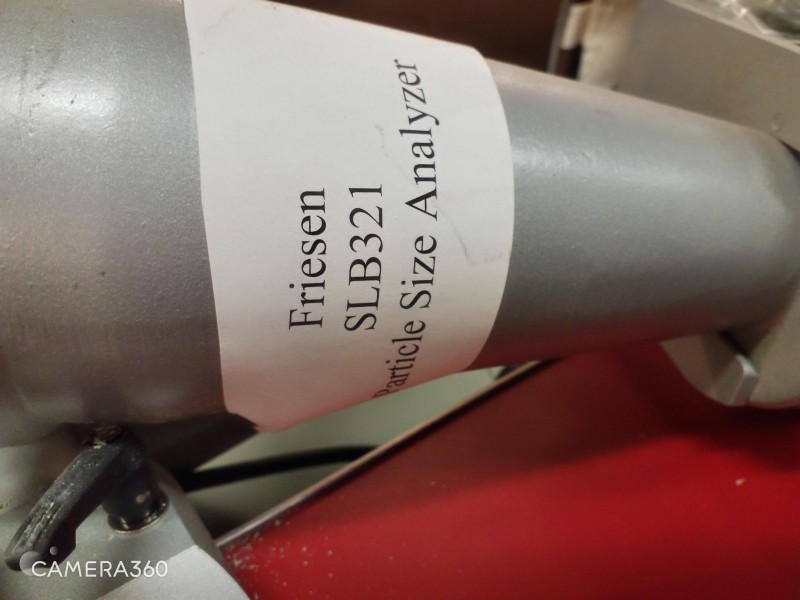 Friesen
SLB321
Particle Size Analyzer
CAMERA360